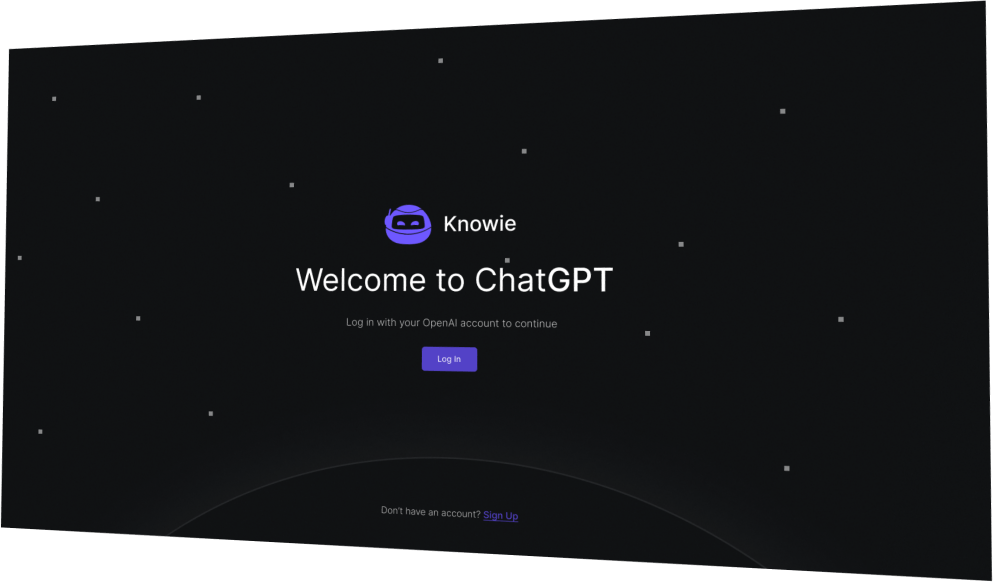 Knowie
Welcome to ChatGPT
Log in with your OpenAI account to continue
Log In
Don't have an account? Sign Up